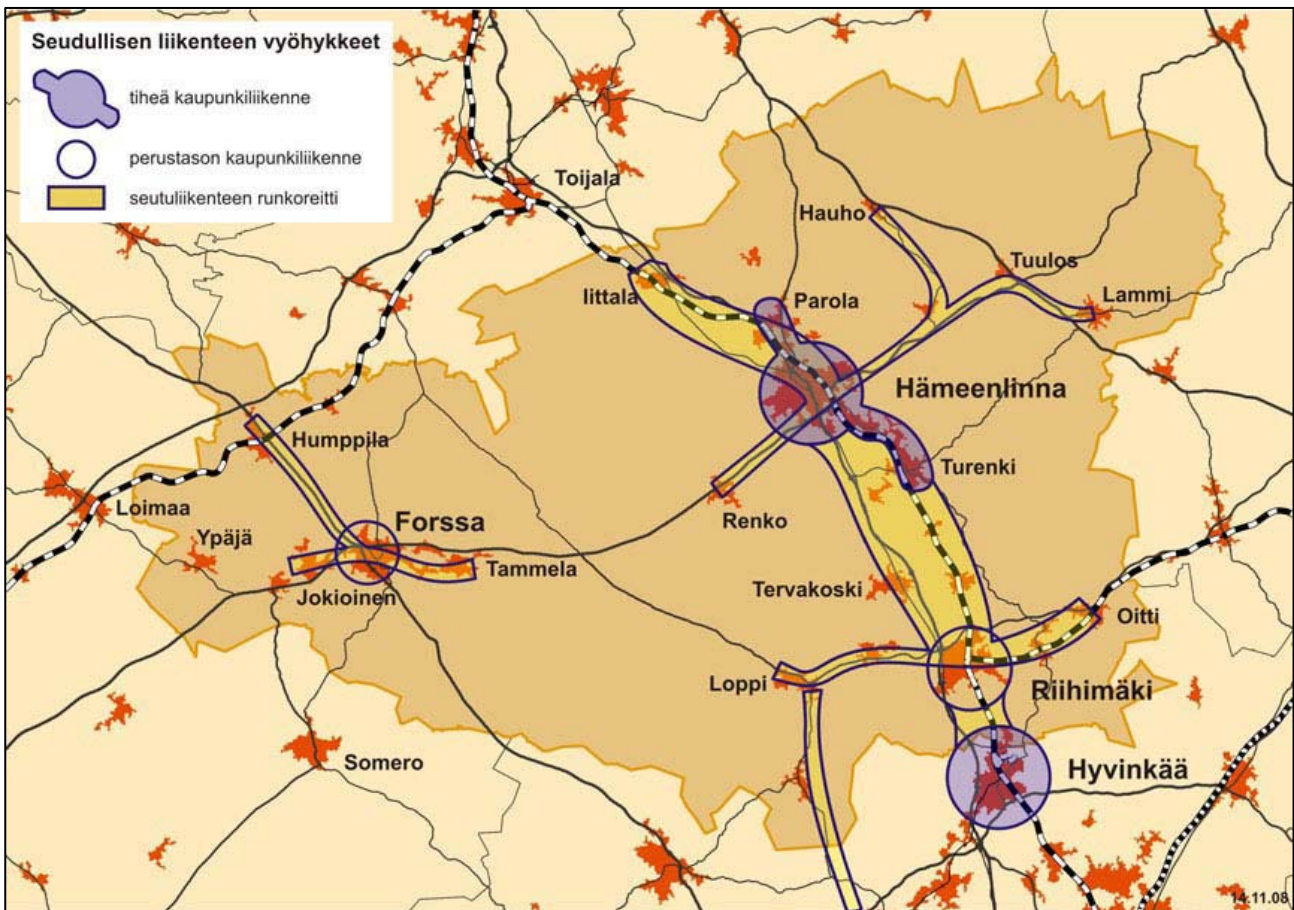 Seudullisen liikenteen vyöhykkeet
tiheä kaupunkiliikenne
perustason kaupunkiliikenne
seutuliikenteen runkoreitti
Toijala
Hauho
Tuulos
Iittala
Parola
Lammi
Hämeenlinna
Humppila
Turenki
Loimaa
Renko
Ypäjä
Forssa
Tammela
Jokioinen
Tervakoski
Oitti
Loppi
Riihimäki
Somero
Hyvinkää
14.11.08